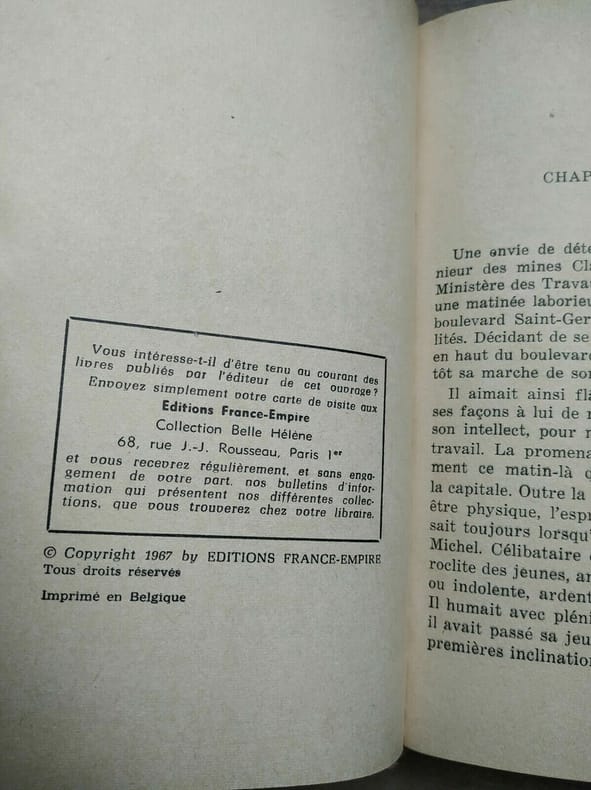 Vous intéresse-t-il d'être tenu au courant des
livres publiés par l'éditeur de cet ouvrage ?
Envoyez simplement votre carte de visite aux
Editions France-Empire
Collection Belle Hélène
68, rue J.-J. Rousseau, Paris 1er
et vous recevrez régulièrement, et sans enga-
gement de votre part, nos bulletins d'infor-
mation qui présentent nos différentes collec-
tions, que vous trouverez chez votre libraire.
© Copyright 1967 by EDITIONS FRANCE-EMPIRE
Tous droits réservés
Imprimé en Belgique
CHAP
Une envie de déte
nieur des mines Cl
Ministère des Trava
une matinée laborieu
boulevard Saint-Ger
lités. Décidant de se
en haut du boulevard
tôt sa marche de so
Il aimait ainsi fl
ses façons à lui de
son intellect, pour
travail. La promena
ment ce matin-là
la capitale. Outre la
être physique, l'espr
sait toujours lorsqu'
Michel. Célibataire
roclite des jeunes, a
ou indolente, ardent
Il humait avec pléni
il avait passé sa jeu
premières inclination